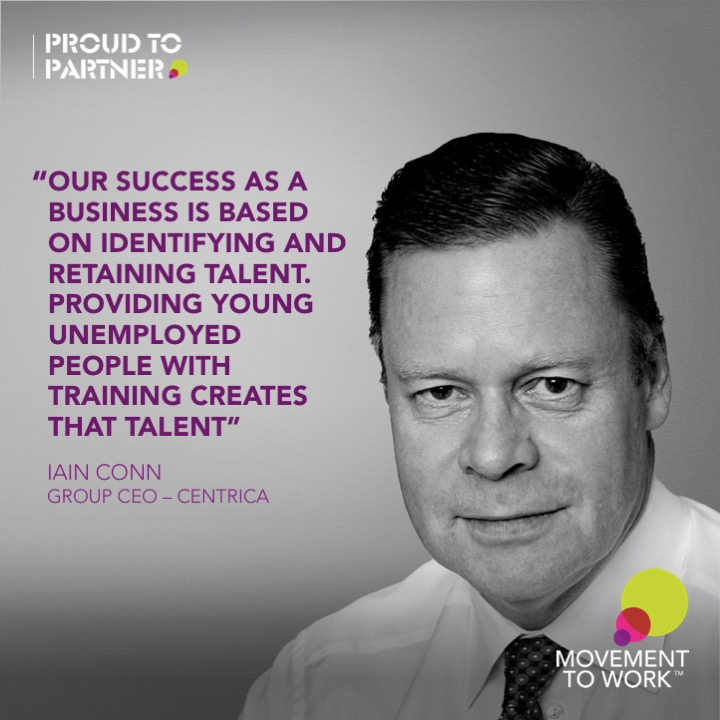 PROUD TO
PARTNER
“OUR SUCCESS AS A
BUSINESS IS BASED
ON IDENTIFYING AND
RETAINING TALENT.
PROVIDING YOUNG
UNEMPLOYED
PEOPLE WITH
TRAINING CREATES
THAT TALENT”
IAIN CONN
GROUP CEO – CENTRICA
MOVEMENT
TO WORK™